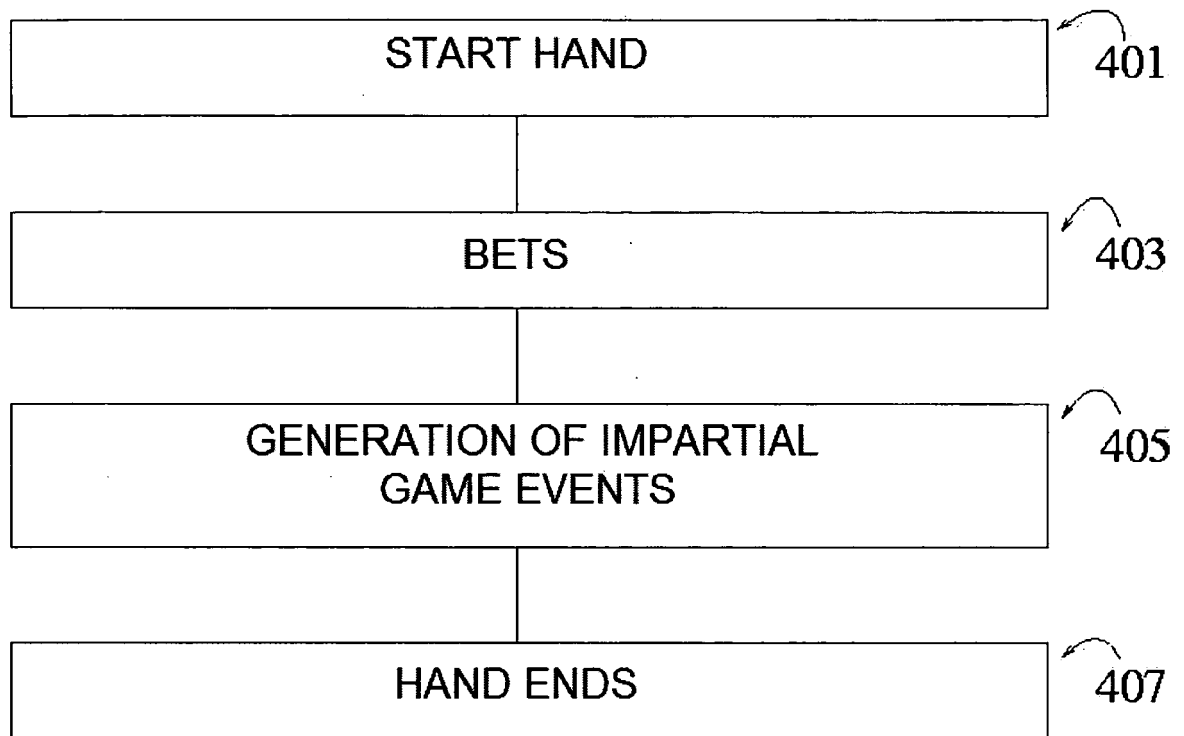 START HAND
401
BETS
403
GENERATION OF IMPARTIAL
GAME EVENTS
405
HAND ENDS
407